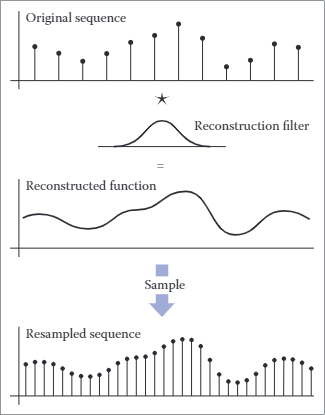 Original sequence
★
Reconstruction filter
=
Reconstructed function
Sample
Resampled sequence